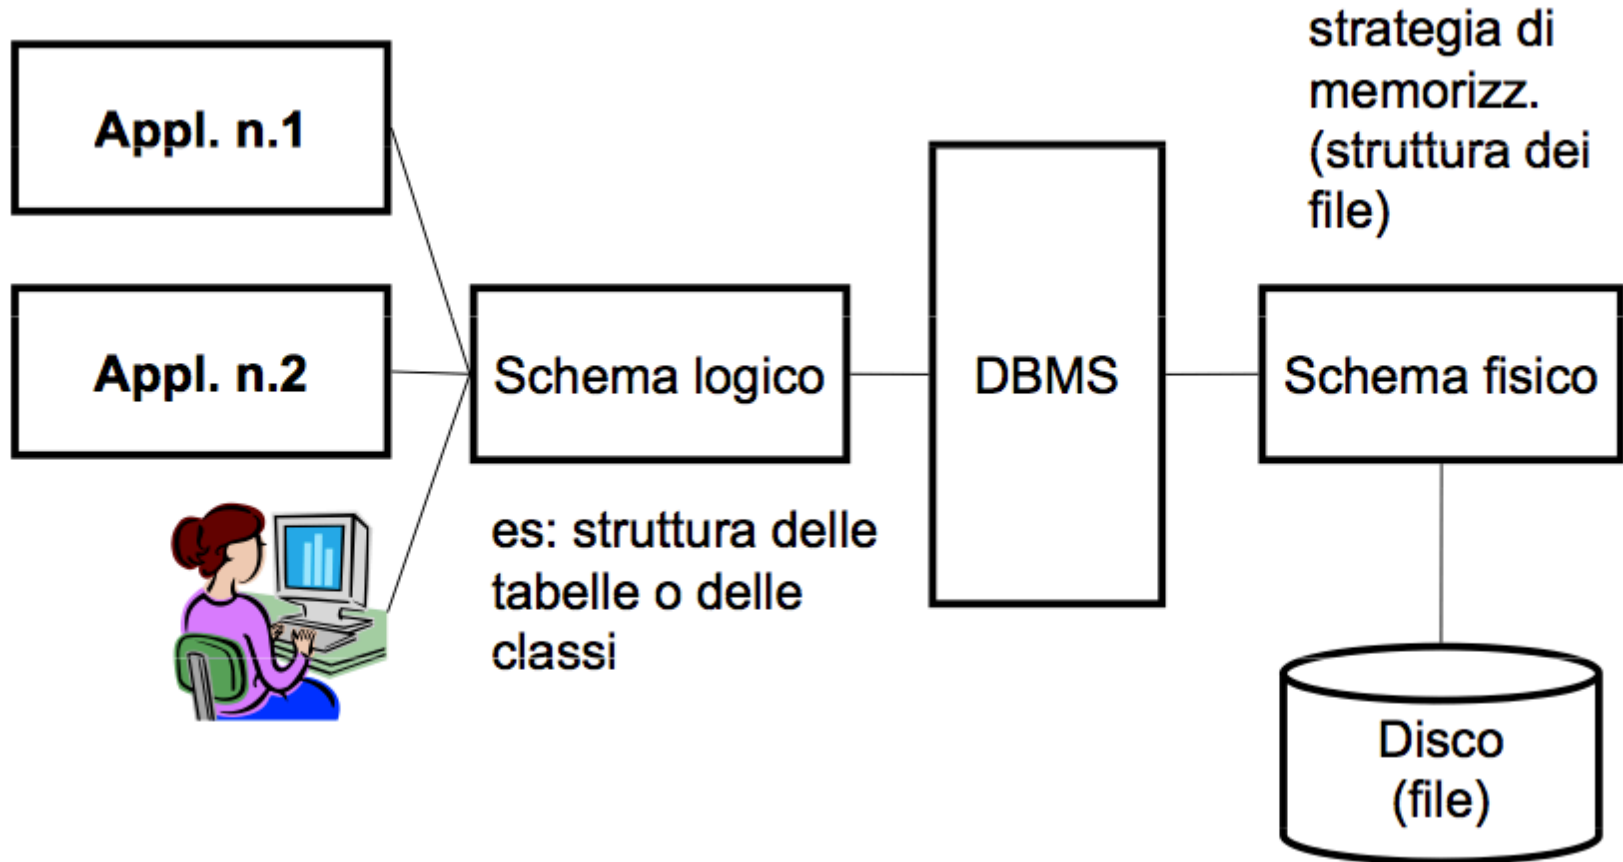 Appl. n.1
Appl. n.2
Schema logico
es: struttura delle
tabelle o delle
classi
DBMS
strategia di
memorizz.
(struttura dei
file)
Schema fisico
Disco
(file)